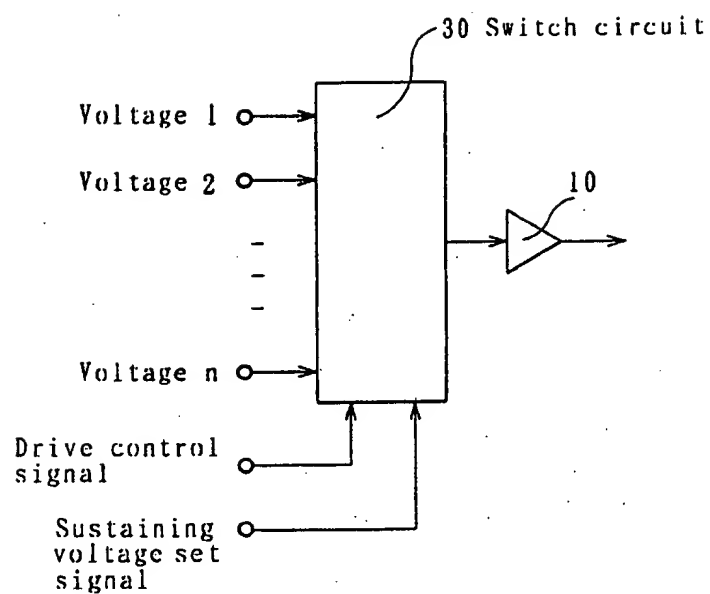 30 Switch circuit
Voltage 1
Voltage 2
10
Voltage n
Drive control
signal
Sustaining
voltage set
signal